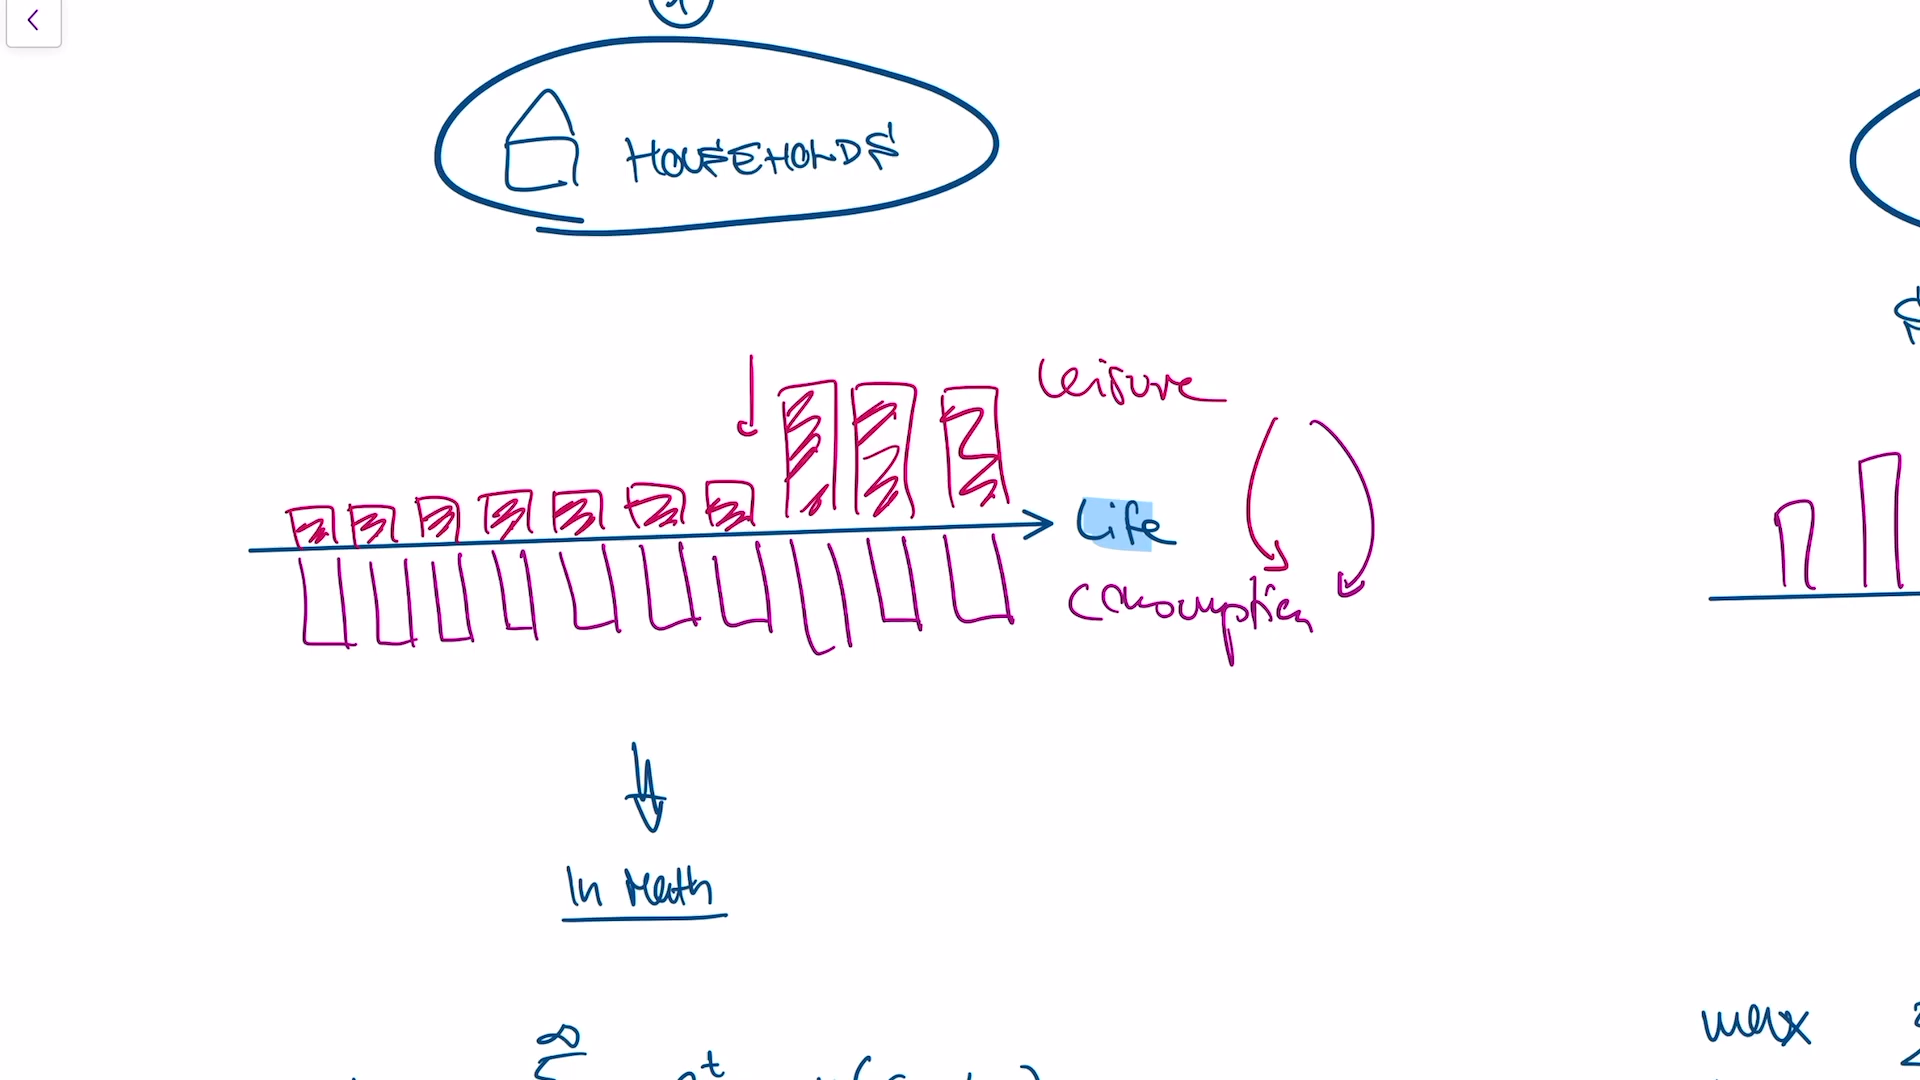 HOUSEHOLDS
leisure
Life
consumption
In Math
max
∞
t